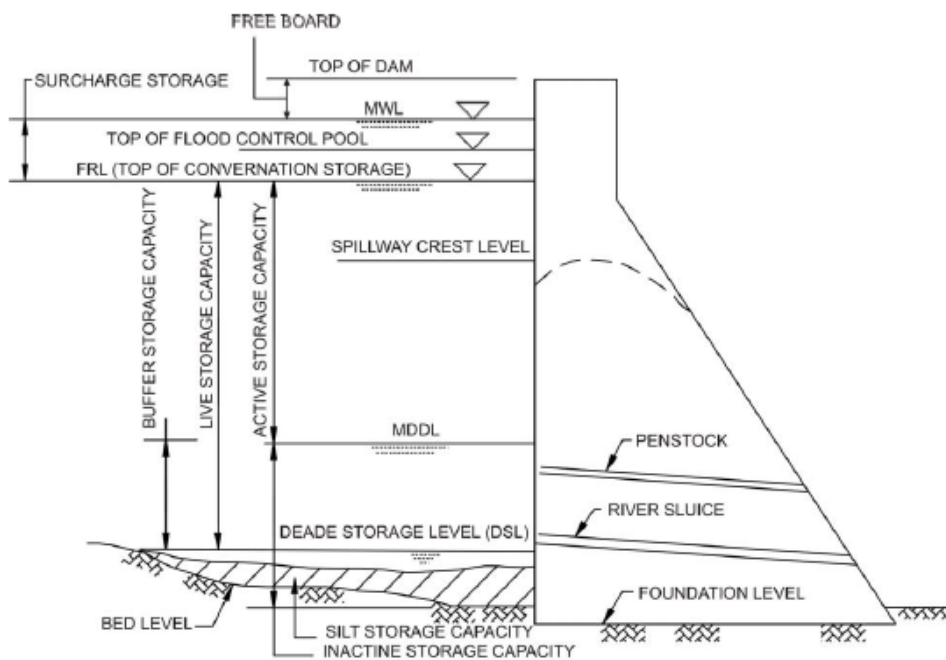 FREE BOARD
TOP OF DAM
SURCHARGE STORAGE
MWL
TOP OF FLOOD CONTROL POOL
FRL (TOP OF CONVERNATION STORAGE)
BUFFER STORAGE CAPACITY
LIVE STORAGE CAPACITY
ACTIVE STORAGE CAPACITY
SPILLWAY CREST LEVEL
MDDL
PENSTOCK
RIVER SLUICE
DEADE STORAGE LEVEL (DSL)
FOUNDATION LEVEL
BED LEVEL
SILT STORAGE CAPACITY
INACTINE STORAGE CAPACITY